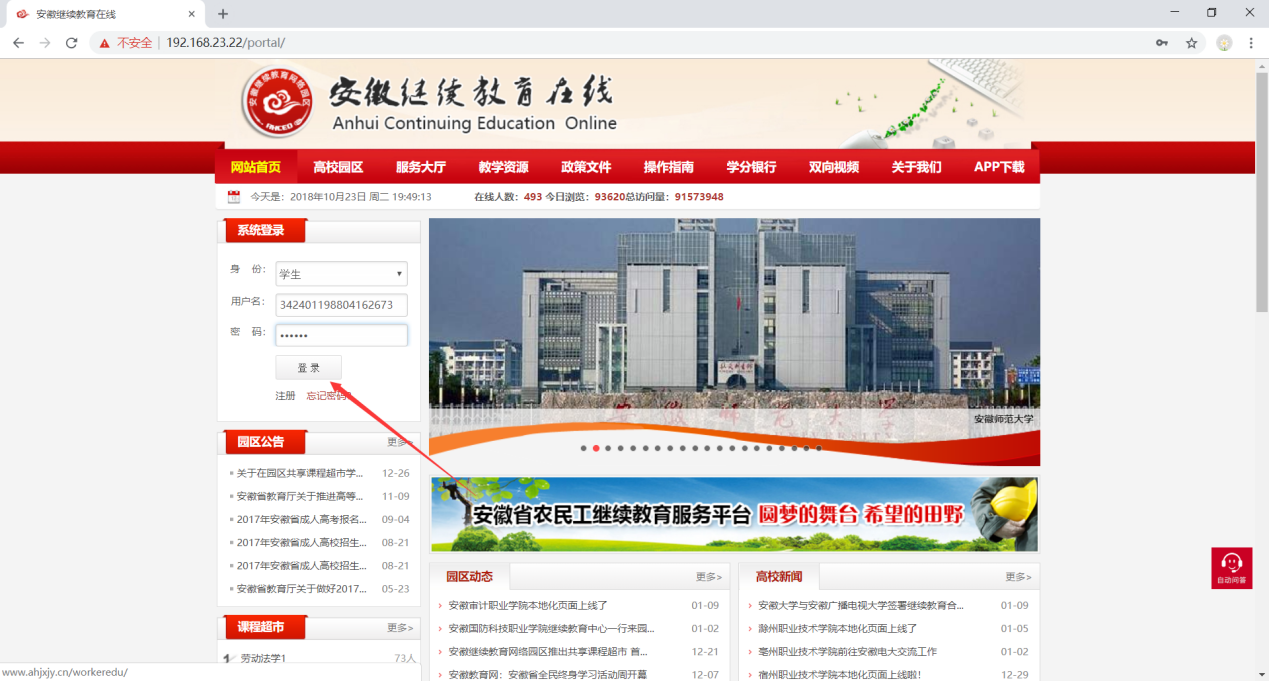 安徽继续教育在线
不安全 192.168.23.22/portal/
安徽继续教育网络园区
AHCEO
安徽继续教育在线
Anhui Continuing Education Online
网站首页 高校园区 服务大厅 教学资源 政策文件 操作指南 学分银行 双向视频 关于我们 APP下载
今天是：2018年10月23日 周二 19:49:13 在线人数：493 今日浏览：93620总访问量：91573948
系统登录
身 份： 学生
用户名： 342401198804162673
密 码： ••••••
登 录
注册 忘记密码
安徽师范大学
安徽师范大学
园区公告 更多>
关于在园区共享课程超市学... 12-26
安徽省教育厅关于推进高等... 11-09
2017年安徽省成人高考报名... 09-04
2017年安徽省成人高校招生... 08-21
2017年安徽省成人高校招生... 08-21
安徽省教育厅关于做好2017... 05-23
课程超市 更多>
1 劳动法学1 73人
安徽省农民工继续教育服务平台 圆梦的舞台 希望的田野
园区动态 更多>
安徽审计职业学院本地化页面上线了 01-09
安徽国防科技职业学院继续教育中心一行来园... 01-02
安徽继续教育网络园区推出共享课程超市 首... 12-21
安徽教育网：安徽省全民终身学习活动周开幕 12-07
高校新闻 更多>
安徽大学与安徽广播电视大学签署继续教育合... 01-09
滁州职业技术学院本地化页面上线了 01-05
亳州职业技术学院前往安徽电大交流工作 01-02
宿州职业技术学院本地化页面上线啦！ 12-29
自动问答
www.ahjxjy.cn/workeredu/